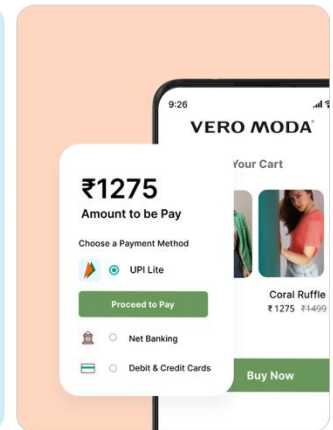 9:26
VERO MODA
Your Cart
₹1275
Amount to be Pay
Choose a Payment Method
UPI Lite
Proceed to Pay
Net Banking
Debit & Credit Cards
Coral Ruffle
₹1275 ₹1499
Buy Now